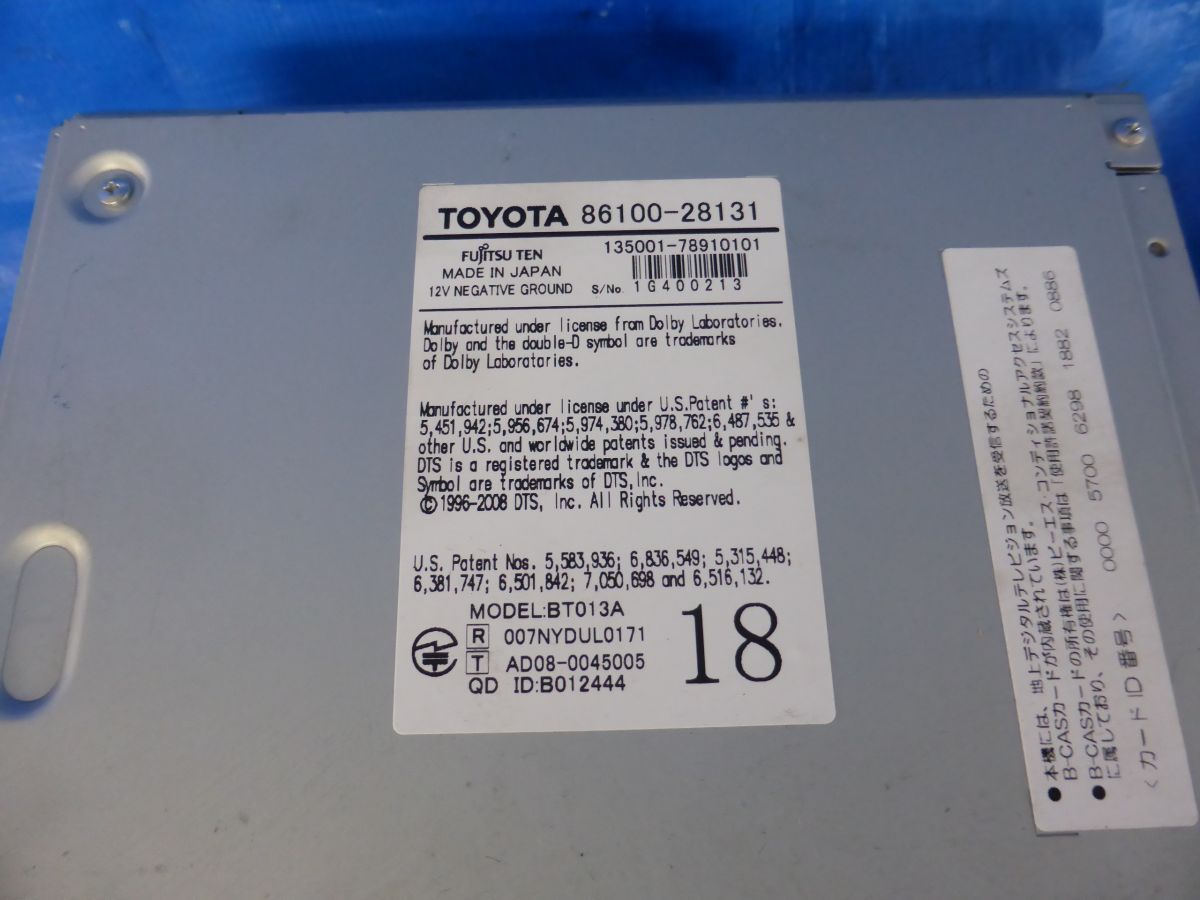 TOYOTA 86100-28131
FUJITSU TEN
135001-78910101
MADE IN JAPAN
12V NEGATIVE GROUND S/No. 1G400213
Manufactured under license from Dolby Laboratories.
Dolby and the double-D symbol are trademarks
of Dolby Laboratories.
Manufactured under license under U.S.Patent #'s:
5,451,942;5,956,674;5,974,380;5,978,762;6,487,535 &
other U.S. and worldwide patents issued & pending.
DTS is a registered trademark & the DTS logos and
Symbol are trademarks of DTS,Inc.
©1996-2008 DTS, Inc. All Rights Reserved.
U.S. Patent Nos. 5,583,936; 6,836,549; 5,315,448;
6,381,747; 6,501,842; 7,050,698 and 6,516,132.
MODEL:BT013A
R 007NYDUL0171
T AD08-0045005
QD ID:B012444
18
●本機には、地上デジタルテレビジョン放送を受信するための
B-CASカードが内蔵されています。
●B-CASカードの所有権は(株)ビーエス・コンディショナルアクセスシステムズ
に属しており、その使用に関する事項は「使用許諾契約約款」によります。
<カードID番号> 0000 5700 6298 1882 0886